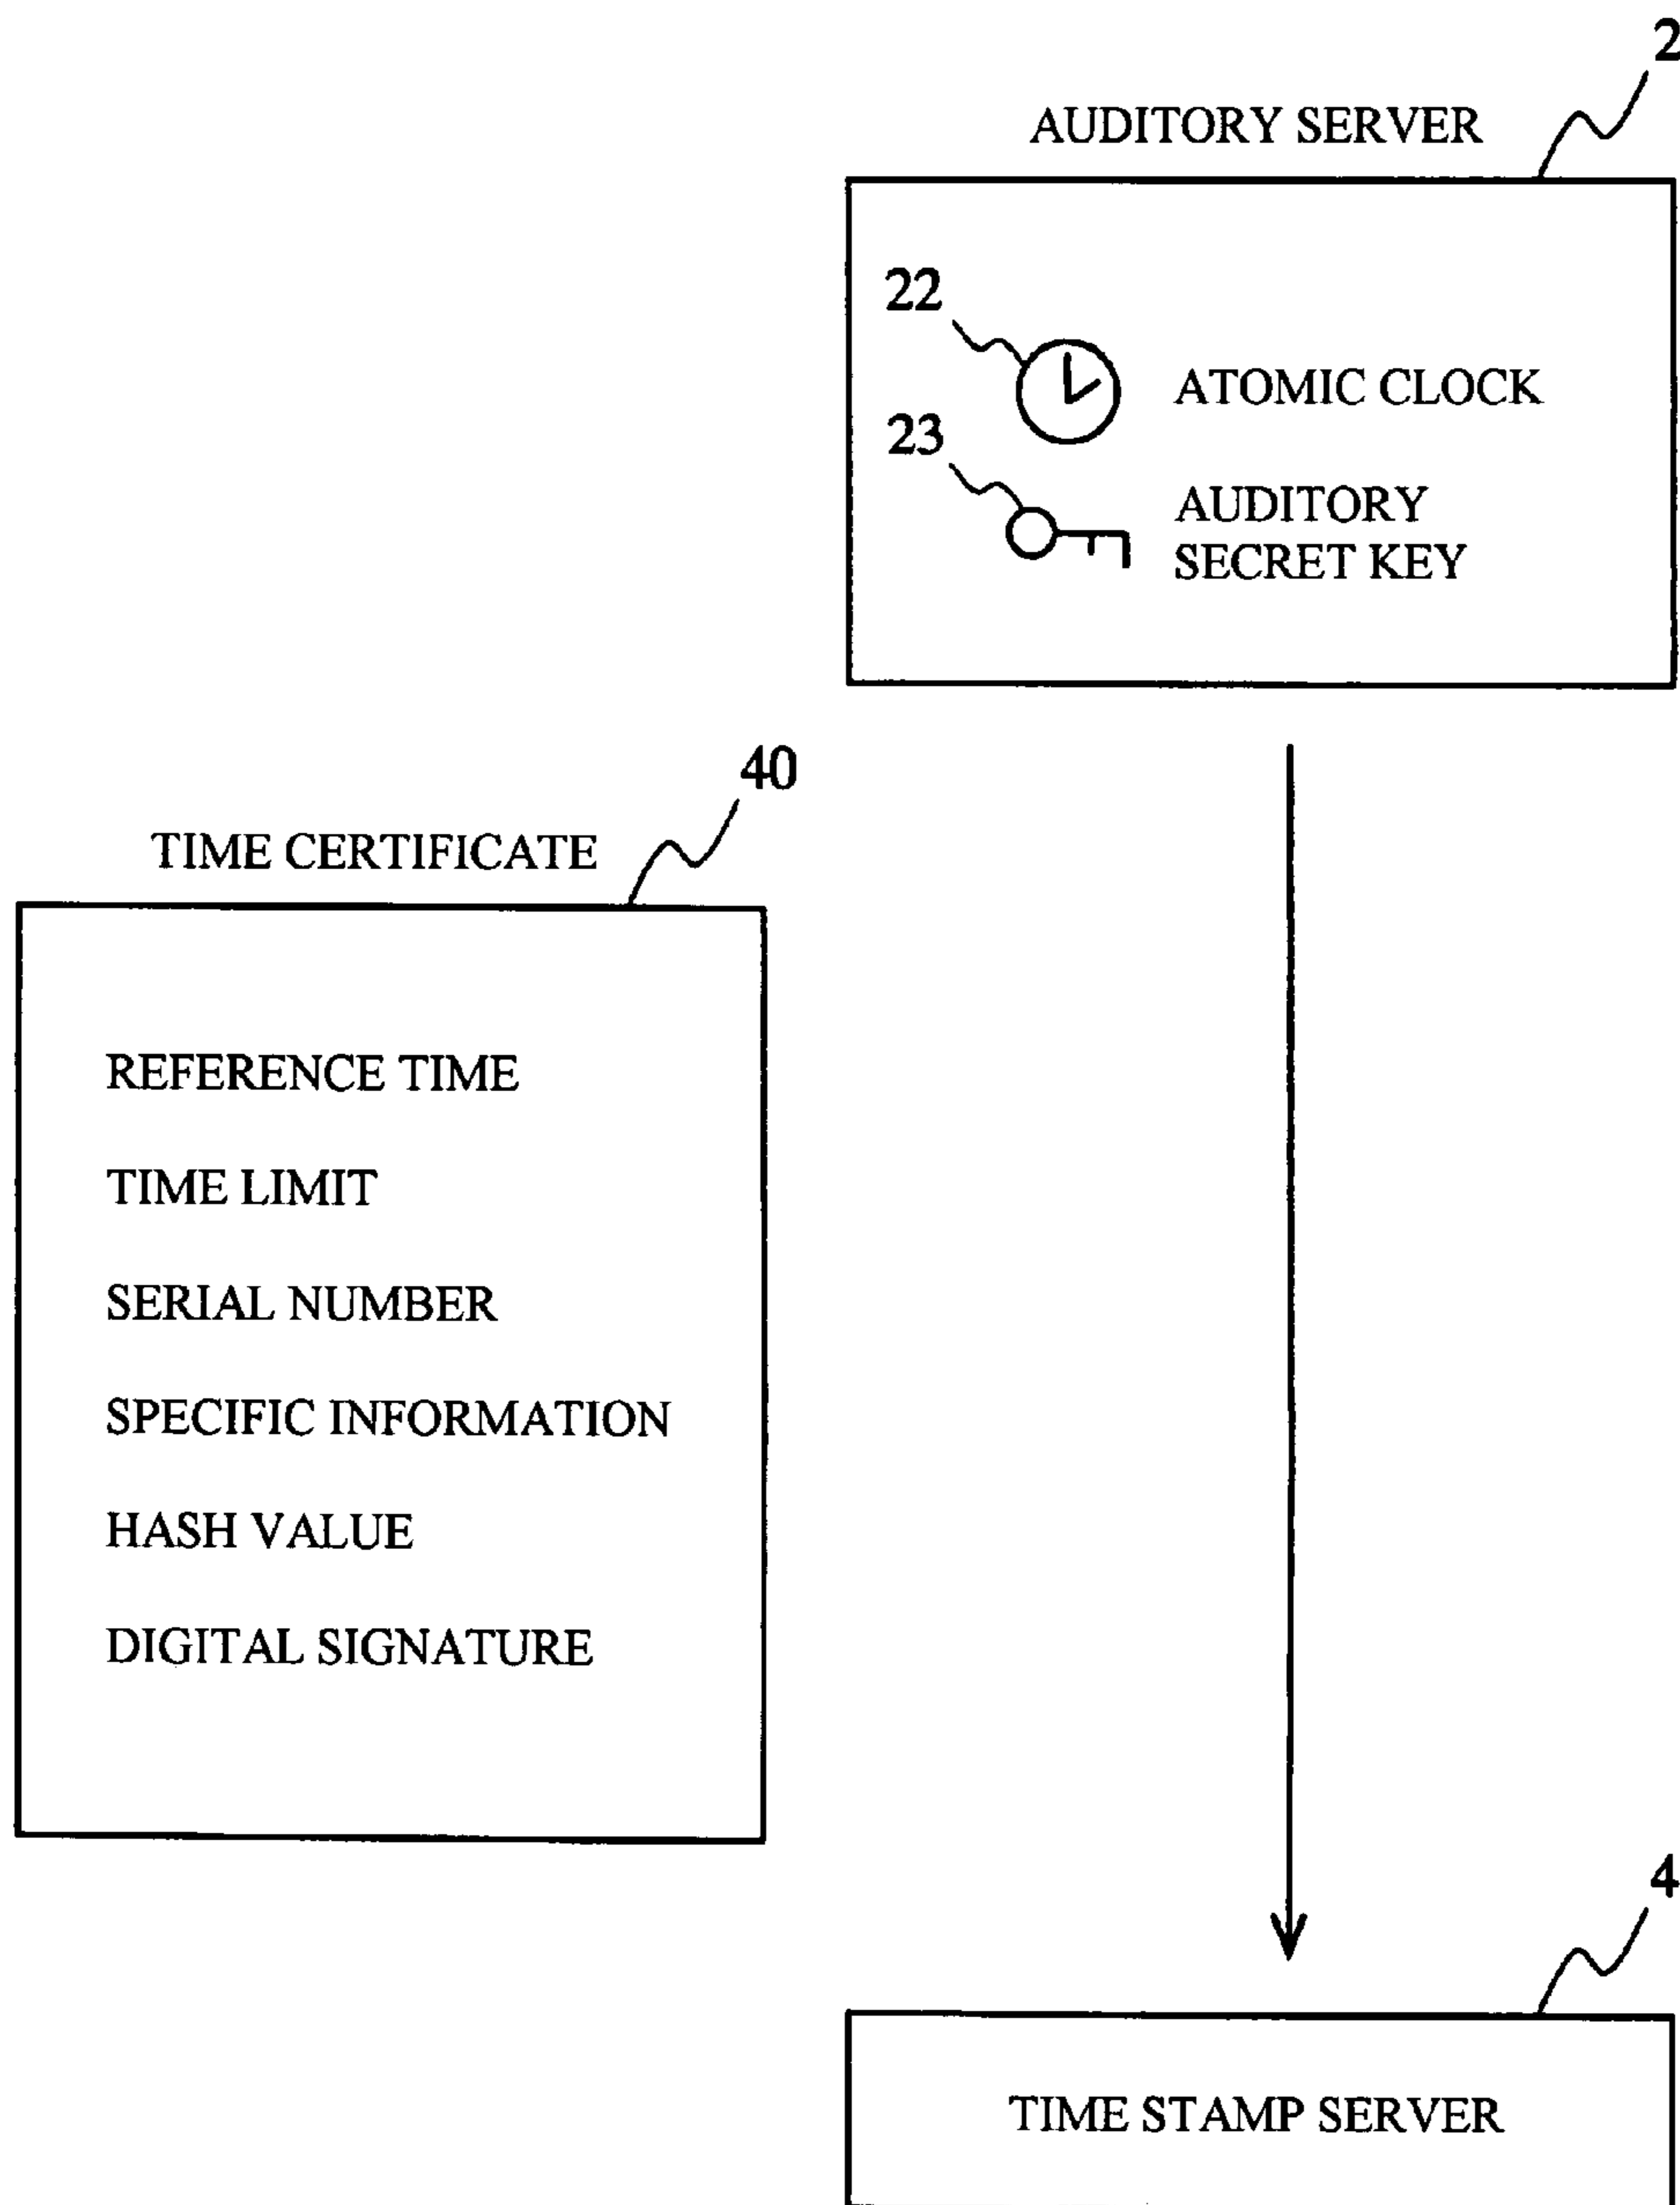 2
AUDITORY SERVER
22
ATOMIC CLOCK
23
AUDITORY
SECRET KEY
40
TIME CERTIFICATE
REFERENCE TIME
TIME LIMIT
SERIAL NUMBER
SPECIFIC INFORMATION
HASH VALUE
DIGITAL SIGNATURE
4
TIME STAMP SERVER